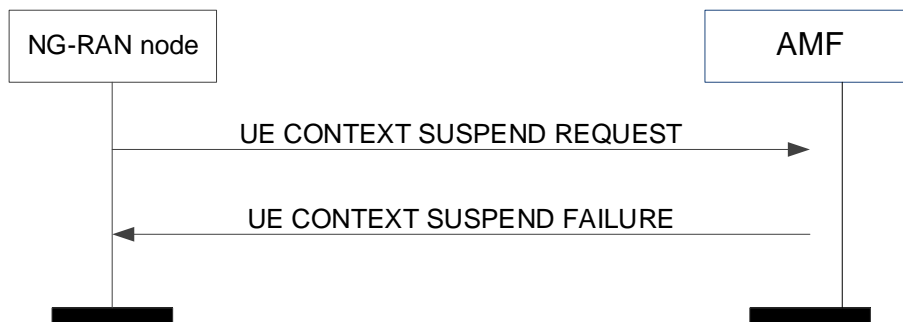 NG-RAN node
AMF
UE CONTEXT SUSPEND REQUEST
UE CONTEXT SUSPEND FAILURE